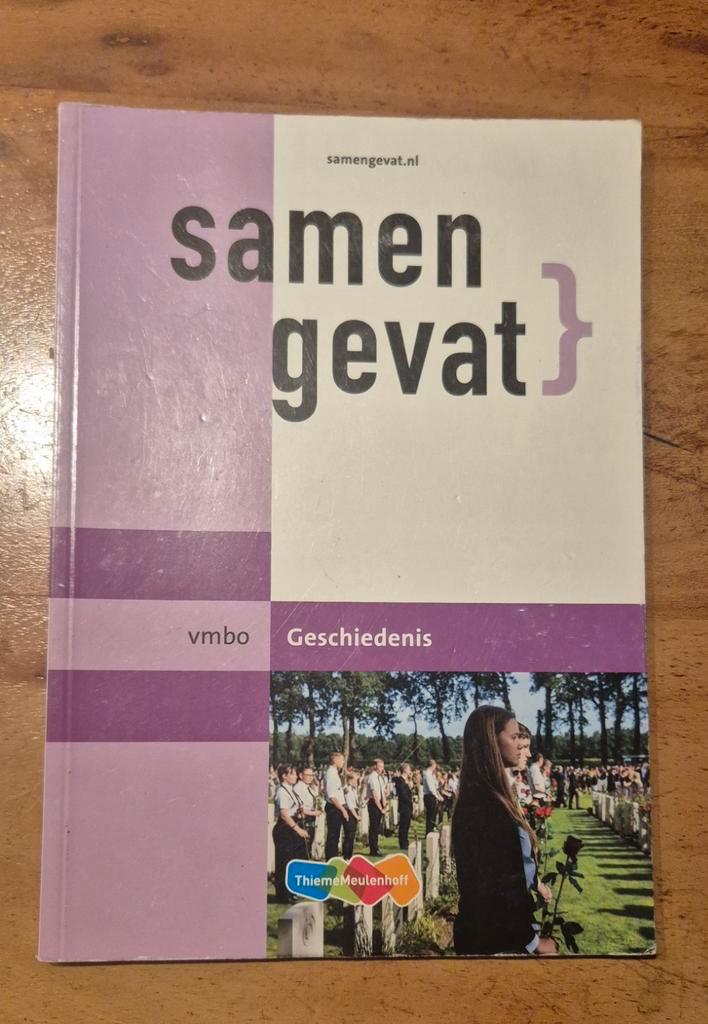 samengevat.nl
samen
gevat}
vmbo
Geschiedenis
ThiemeMeulenhoff